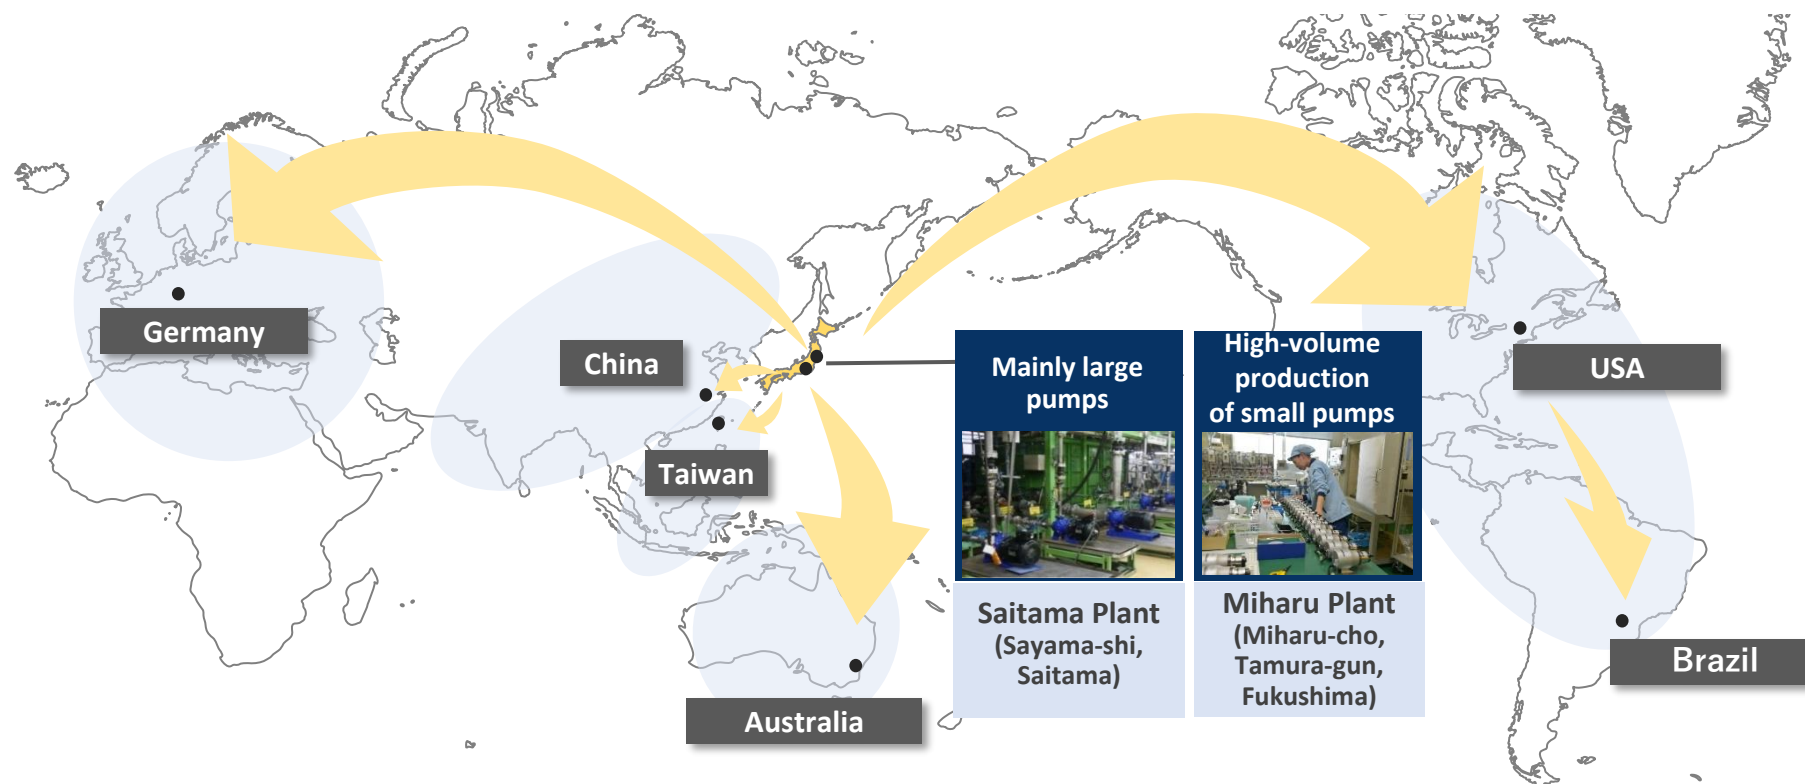 Germany
China
Taiwan
Australia
Mainly large
pumps
Saitama Plant
(Sayama-shi,
Saitama)
High-volume
production
of small pumps
Miharu Plant
(Miharu-cho,
Tamura-gun,
Fukushima)
USA
Brazil